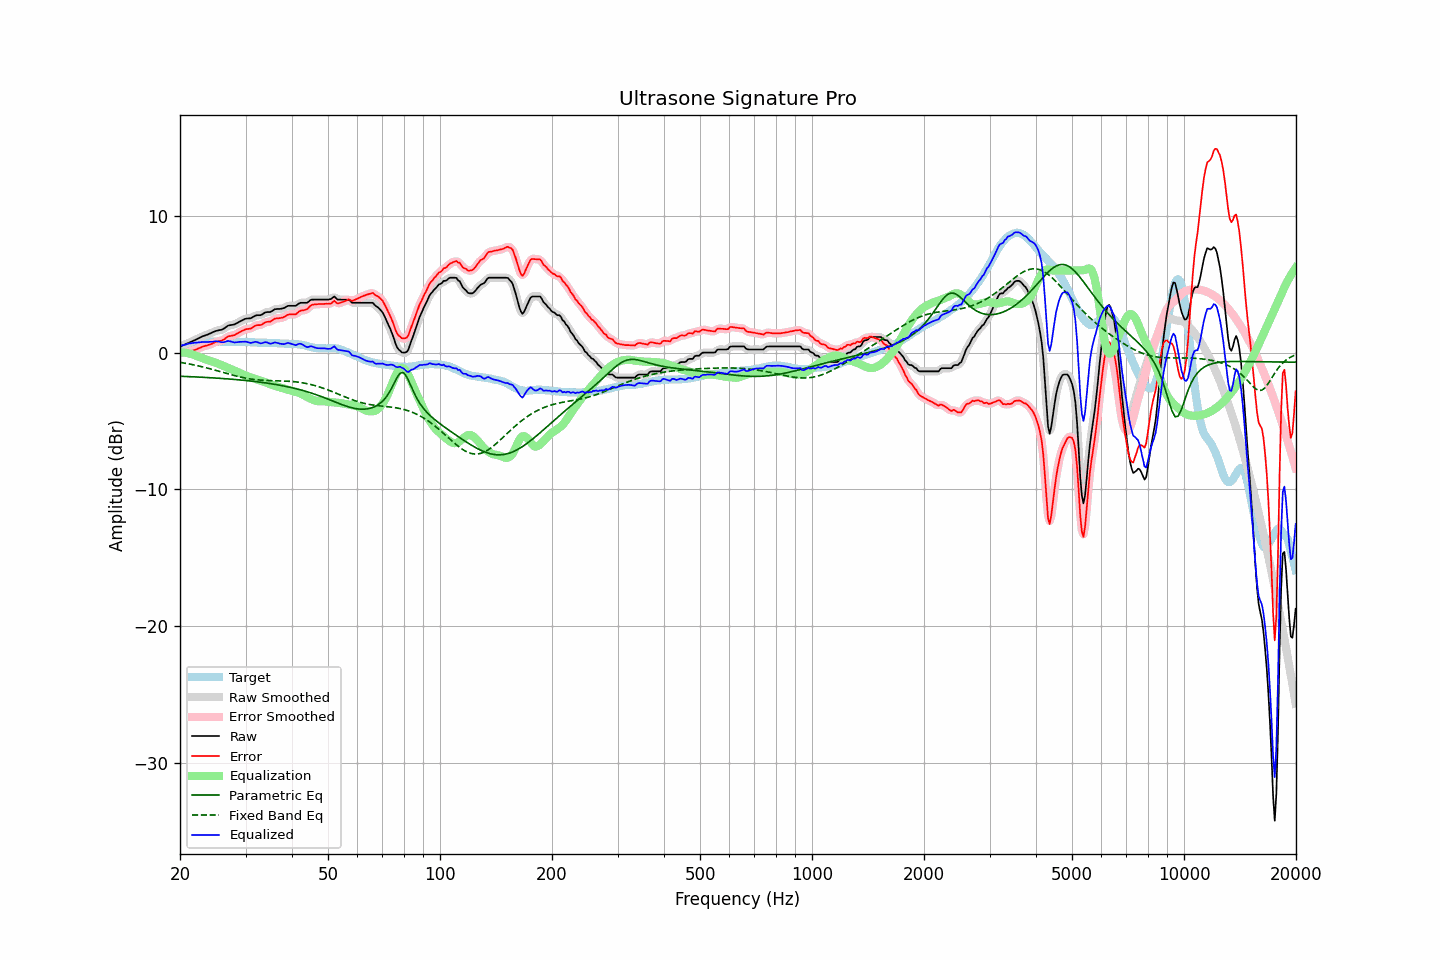 Ultrasone Signature Pro
Amplitude (dBr)
10
0
−10
−20
−30
Target
Raw Smoothed
Error Smoothed
Raw
Error
Equalization
Parametric Eq
Fixed Band Eq
Equalized
20 50 100 200 500 1000 2000 5000 10000 20000
Frequency (Hz)